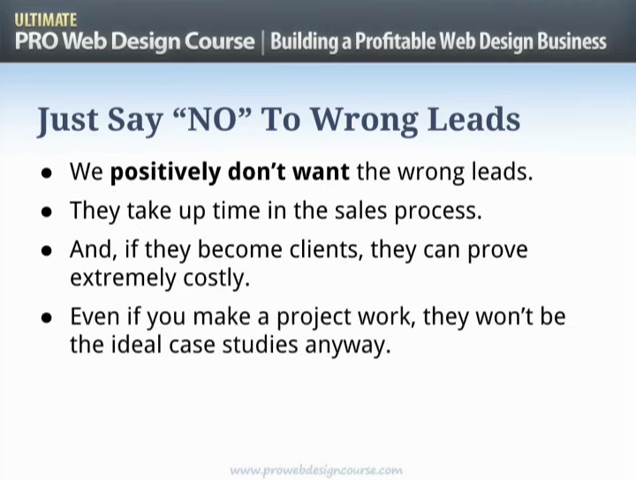 ULTIMATE
PRO Web Design Course | Building a Profitable Web Design Business
Just Say “NO” To Wrong Leads
● We positively don’t want the wrong leads.
● They take up time in the sales process.
● And, if they become clients, they can prove
extremely costly.
● Even if you make a project work, they won’t be
the ideal case studies anyway.
www.prowebdesigncourse.com